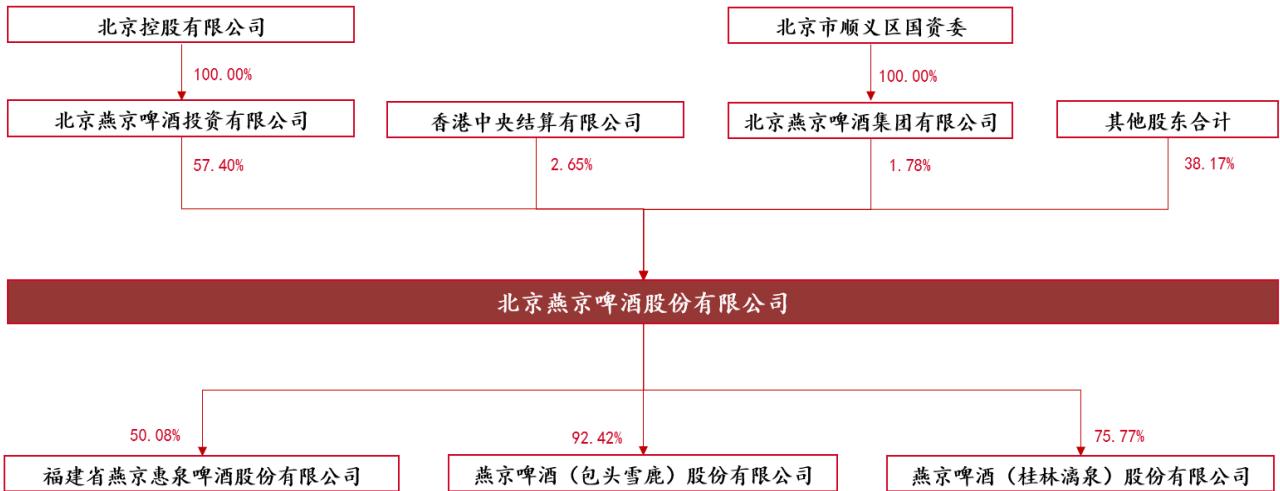 北京控股有限公司
北京市顺义区国资委
100.00%
100.00%
北京燕京啤酒投资有限公司
香港中央结算有限公司
北京燕京啤酒集团有限公司
其他股东合计
57.40%
2.65%
1.78%
38.17%
北京燕京啤酒股份有限公司
50.08%
92.42%
75.77%
福建省燕京惠泉啤酒股份有限公司
燕京啤酒（包头雪鹿）股份有限公司
燕京啤酒（桂林漓泉）股份有限公司